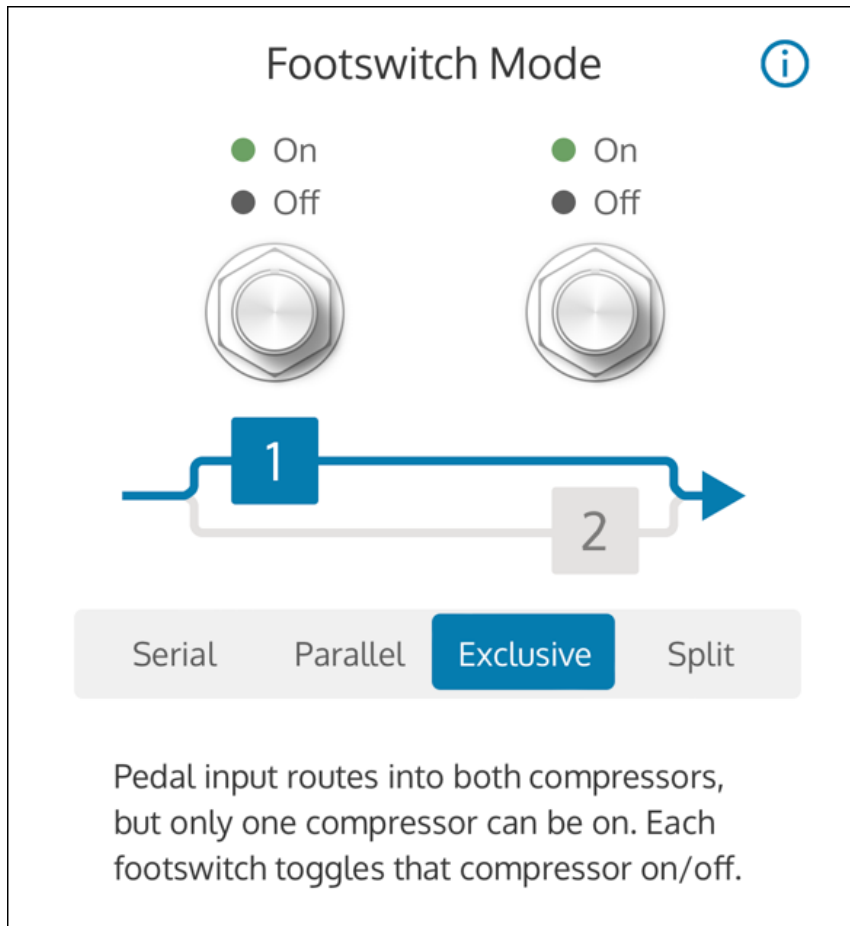 Footswitch Mode
i
On
On
Off
Off
1
2
Serial
Parallel
Exclusive
Split
Pedal input routes into both compressors,
but only one compressor can be on. Each
footswitch toggles that compressor on/off.